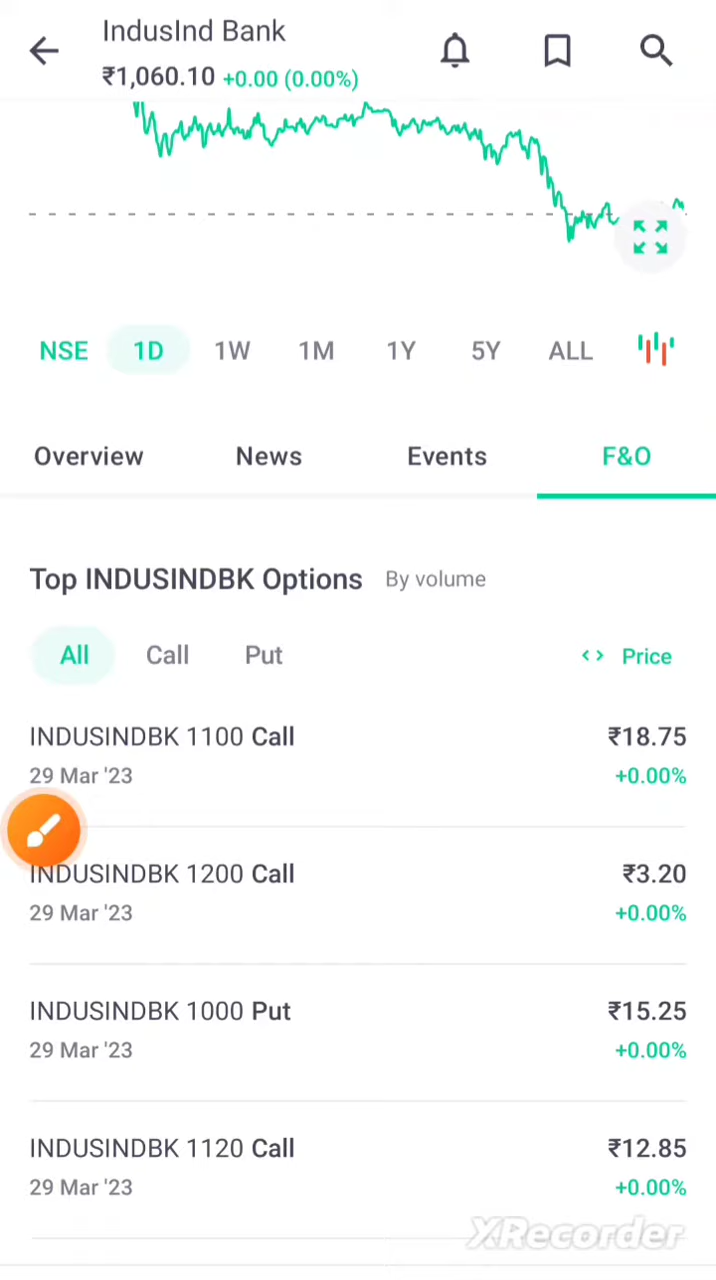 IndusInd Bank
₹1,060.10 +0.00 (0.00%)
NSE 1D 1W 1M 1Y 5Y ALL
Overview News Events F&O
Top INDUSINDBK Options By volume
All Call Put <> Price
INDUSINDBK 1100 Call ₹18.75
29 Mar '23 +0.00%
INDUSINDBK 1200 Call ₹3.20
29 Mar '23 +0.00%
INDUSINDBK 1000 Put ₹15.25
29 Mar '23 +0.00%
INDUSINDBK 1120 Call ₹12.85
29 Mar '23 +0.00%
XRecorder